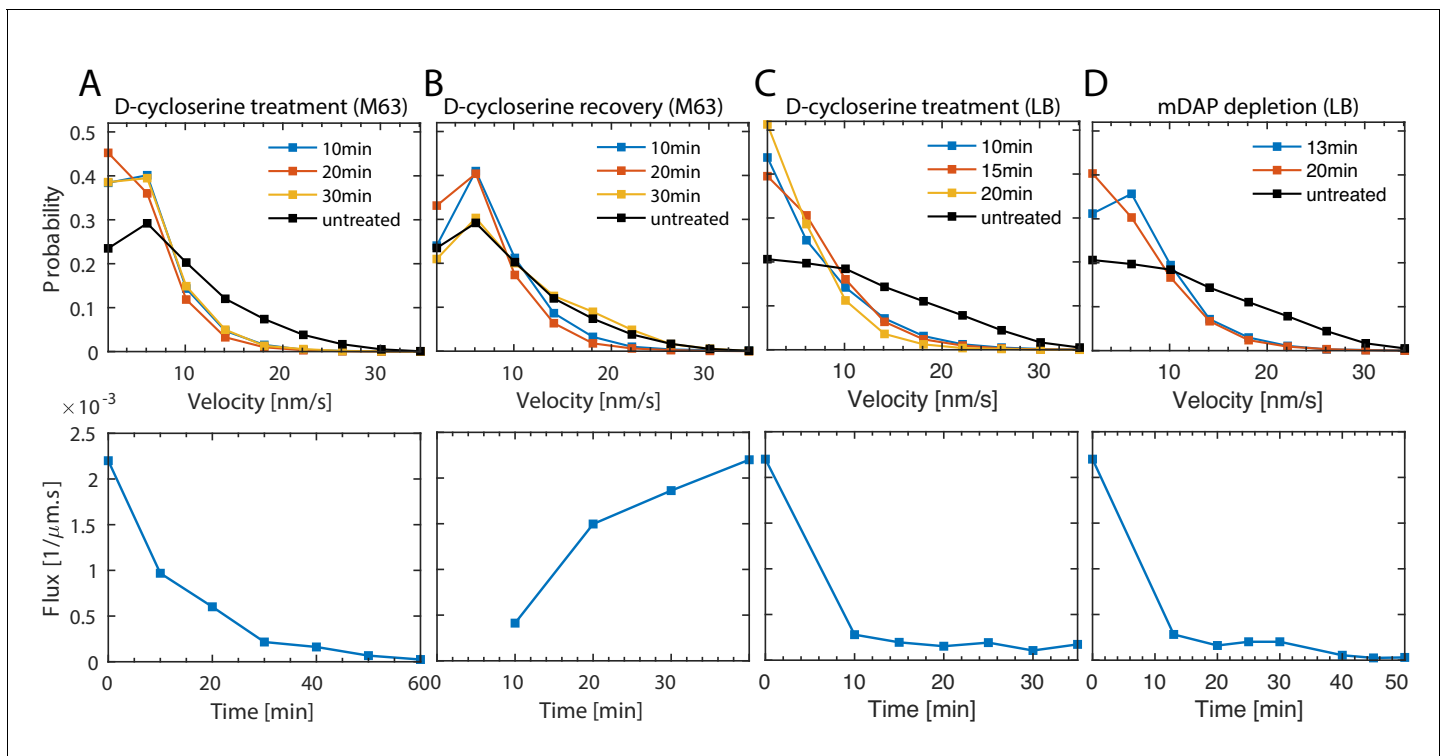 A
D-cycloserine treatment (M63)
0.5
0.4
0.3
0.2
0.1
0
Probability
10min
20min
30min
untreated
10
20
30
Velocity [nm/s]
B
D-cycloserine recovery (M63)
10min
20min
30min
untreated
10
20
30
Velocity [nm/s]
C
D-cycloserine treatment (LB)
10min
15min
20min
untreated
10
20
30
Velocity [nm/s]
D
mDAP depletion (LB)
13min
20min
untreated
10
20
30
Velocity [nm/s]
× 10⁻³
2.5
2
1.5
1
0.5
0
Flux [1/μm.s]
0
20
40
600
Time [min]
10
20
30
Time [min]
0
10
20
30
Time [min]
0
10
20
30
40
50
Time [min]